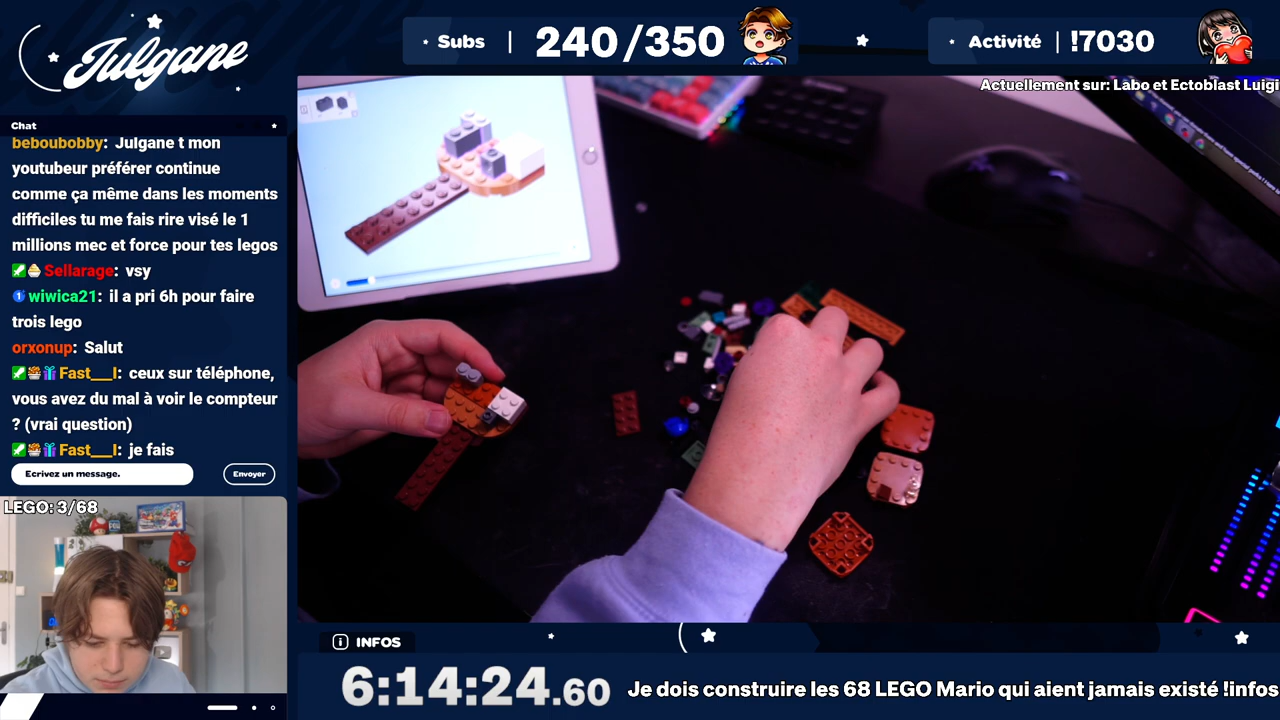 Julgane
Subs | 240/350
Activité | !7030
Actuellement sur: Labo et Ectoblast Luigi
Chat
beboubobby: Julgane t mon
youtubeur préférer continue
comme ça même dans les moments
difficiles tu me fais rire visé le 1
millions mec et force pour tes legos
Sellarage: vsy
wiwica21: il a pri 6h pour faire
trois lego
orxonup: Salut
Fast___I: ceux sur téléphone,
vous avez du mal à voir le compteur
? (vrai question)
Fast___I: je fais
Ecrivez un message. Envoyer
LEGO: 3/68
INFOS
6:14:24.60
Je dois construire les 68 LEGO Mario qui aient jamais existé !infos